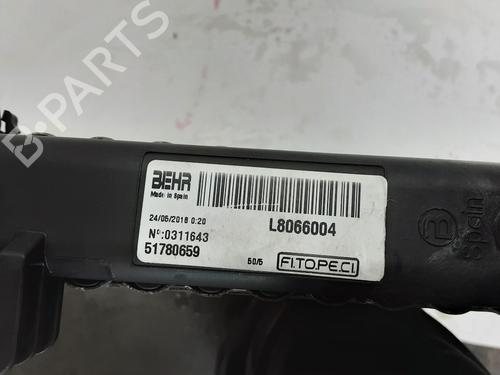 BEHR
Made in Spain
24/05/2018 0:20
L8066004
Nº:0311643
51780659
50/5
FI.TO.PE.CI.
B
Spain
B-PARTS